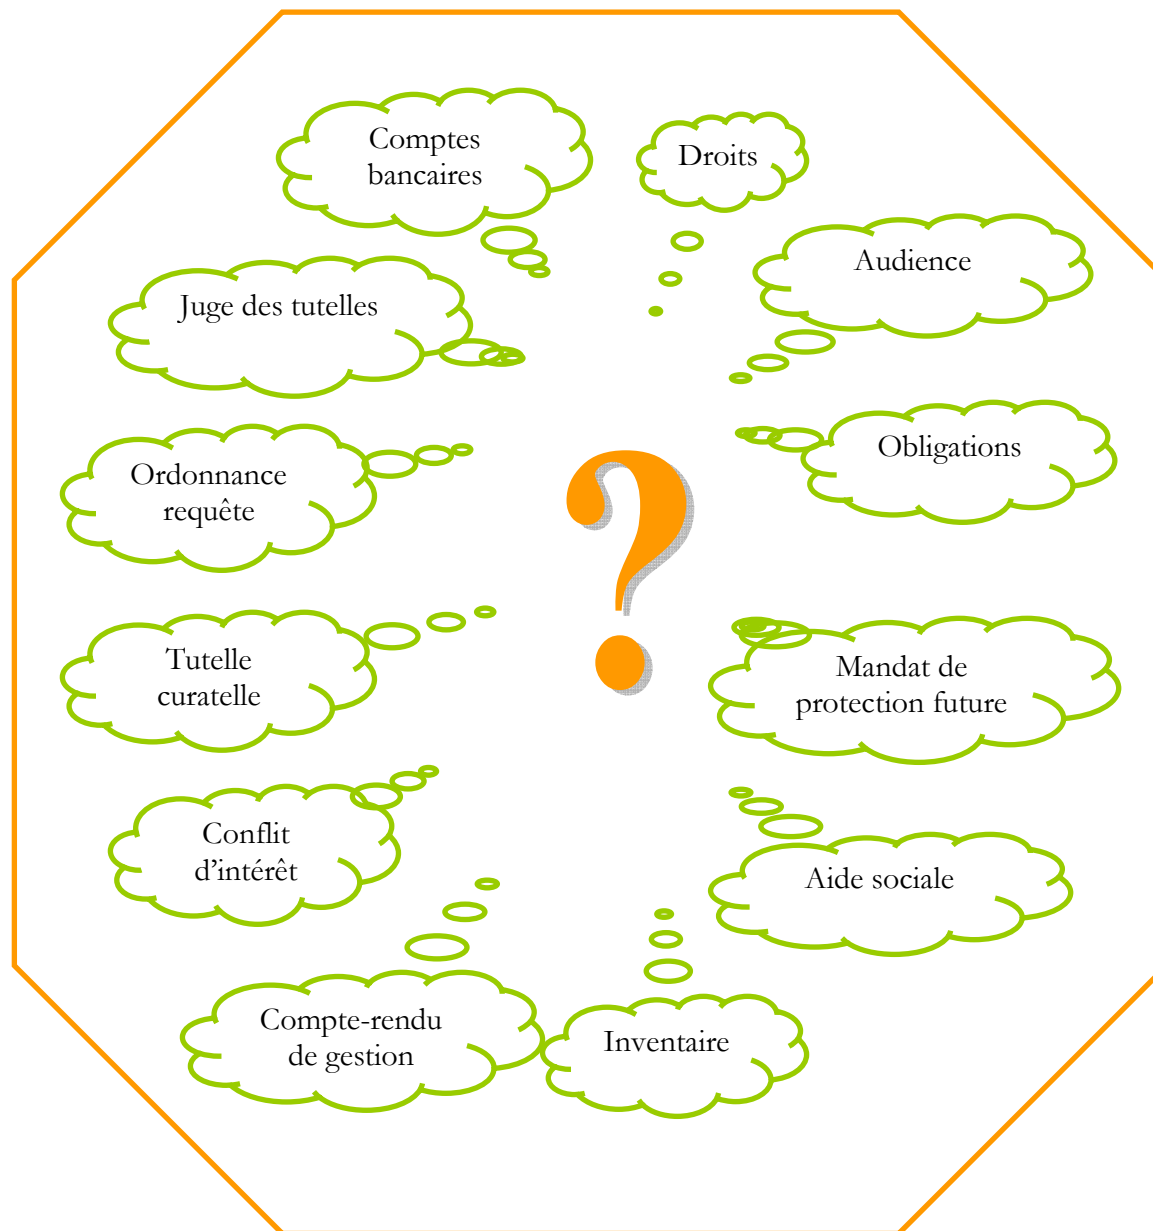 Comptes
bancaires
Droits
Audience
Juge des tutelles
Obligations
Ordonnance
requête
?
Tutelle
curatelle
Mandat de
protection future
Conflit
d’intérêt
Aide sociale
Compte-rendu
de gestion
Inventaire